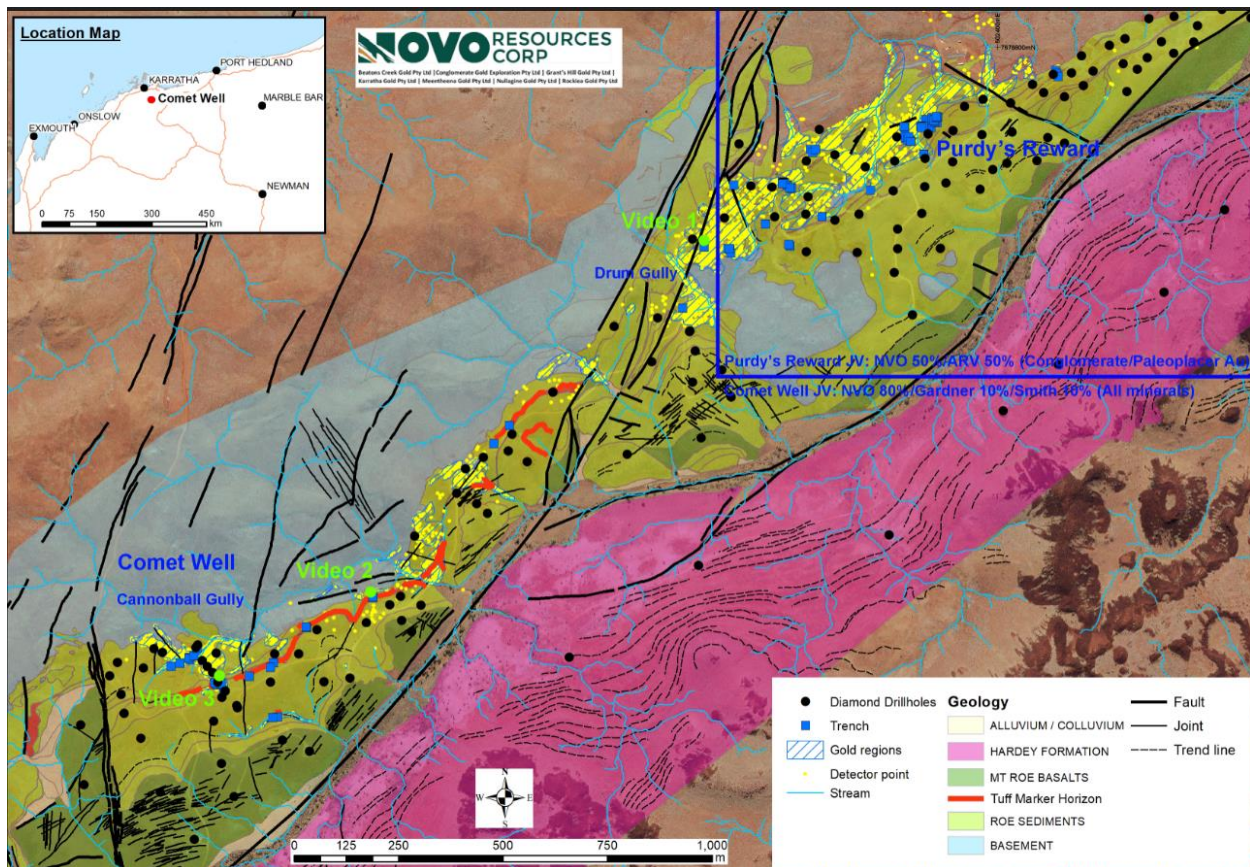 Location Map
PORT HEDLAND
KARRATHA
Comet Well
MARBLE BAR
ONSLOW
EXMOUTH
NEWMAN
0 75 150 300 450
km
NOVO RESOURCES CORP
Beatons Creek Gold Pty Ltd | Conglomerate Gold Exploration Pty Ltd | Grant's Hill Gold Pty Ltd |
Karratha Gold Pty Ltd | Meentheena Gold Pty Ltd | Nullagine Gold Pty Ltd | Rocklea Gold Pty Ltd
Purdy's Reward
Video 1
Drum Gully
Purdy's Reward JV: NVO 50%/ARV 50% (Conglomerate/Paleoplacer Au
Comet Well JV: NVO 80%/Gardner 10%/Smith 10% (All minerals)
Comet Well
Video 2
Cannonball Gully
Video 3
N
W E
S
0 250 500 750 1,000
m
Diamond Drillholes
Trench
Gold regions
Detector point
Stream
Geology
ALLUVIUM / COLLUVIUM
HARDEY FORMATION
MT ROE BASALTS
Tuff Marker Horizon
ROE SEDIMENTS
BASEMENT
Fault
Joint
Trend line